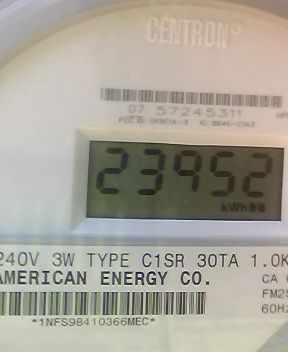 CENTRON
07 57245311
23952
kWh
240V 3W TYPE C1SR 30TA 1.0K
AMERICAN ENERGY CO.
CA
FM2S
60Hz
*1NFS98410366MEC*